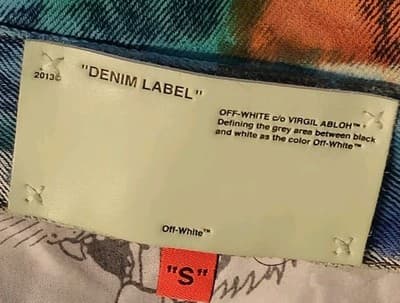 "DENIM LABEL"
2013©
OFF-WHITE c/o VIRGIL ABLOH™
Defining the grey area between black
and white as the color Off-White™
Off-White™
"S"